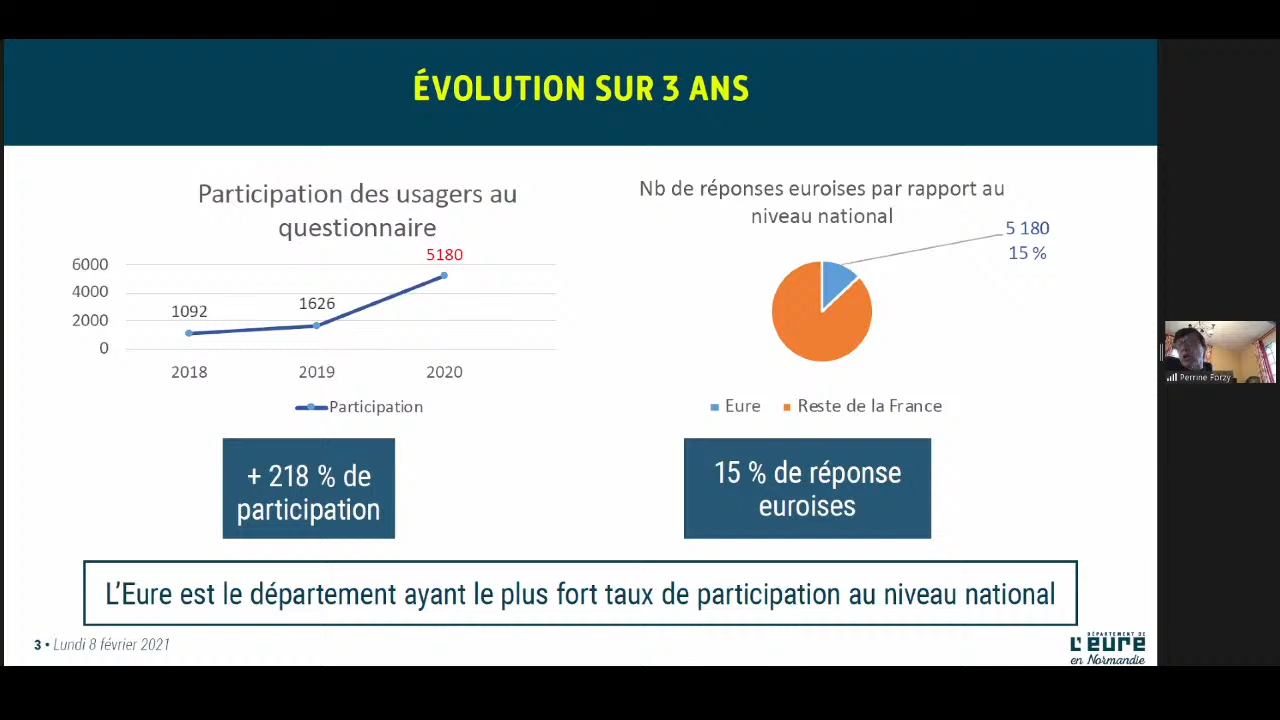 ÉVOLUTION SUR 3 ANS
Participation des usagers au
questionnaire
6000
4000
2000
0
1092
1626
5180
2018
2019
2020
Participation
Nb de réponses euroises par rapport au
niveau national
5 180
15 %
Eure
Reste de la France
+ 218 % de
participation
15 % de réponse
euroises
L'Eure est le département ayant le plus fort taux de participation au niveau national
3 • Lundi 8 février 2021
DÉPARTEMENT DE
L'EURE
en Normandie
Perrine Forzy